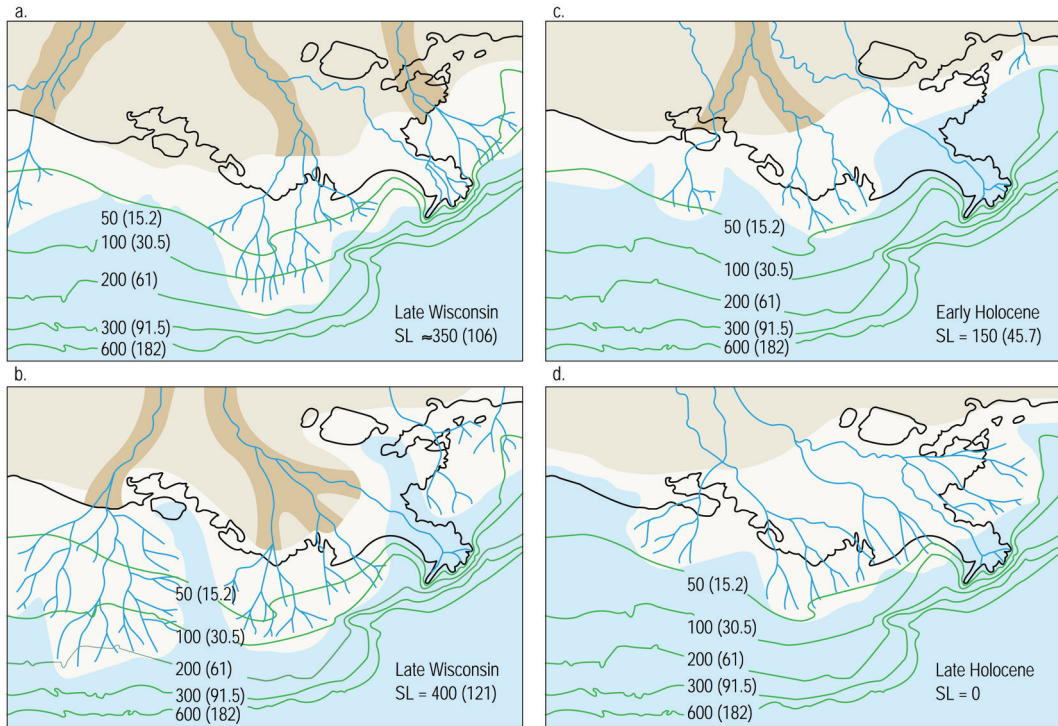 a.
50 (15.2)
100 (30.5)
200 (61)
300 (91.5)
600 (182)
Late Wisconsin
SL ≈350 (106)
b.
50 (15.2)
100 (30.5)
200 (61)
300 (91.5)
600 (182)
Late Wisconsin
SL = 400 (121)
c.
50 (15.2)
100 (30.5)
200 (61)
300 (91.5)
600 (182)
Early Holocene
SL = 150 (45.7)
d.
50 (15.2)
100 (30.5)
200 (61)
300 (91.5)
600 (182)
Late Holocene
SL = 0